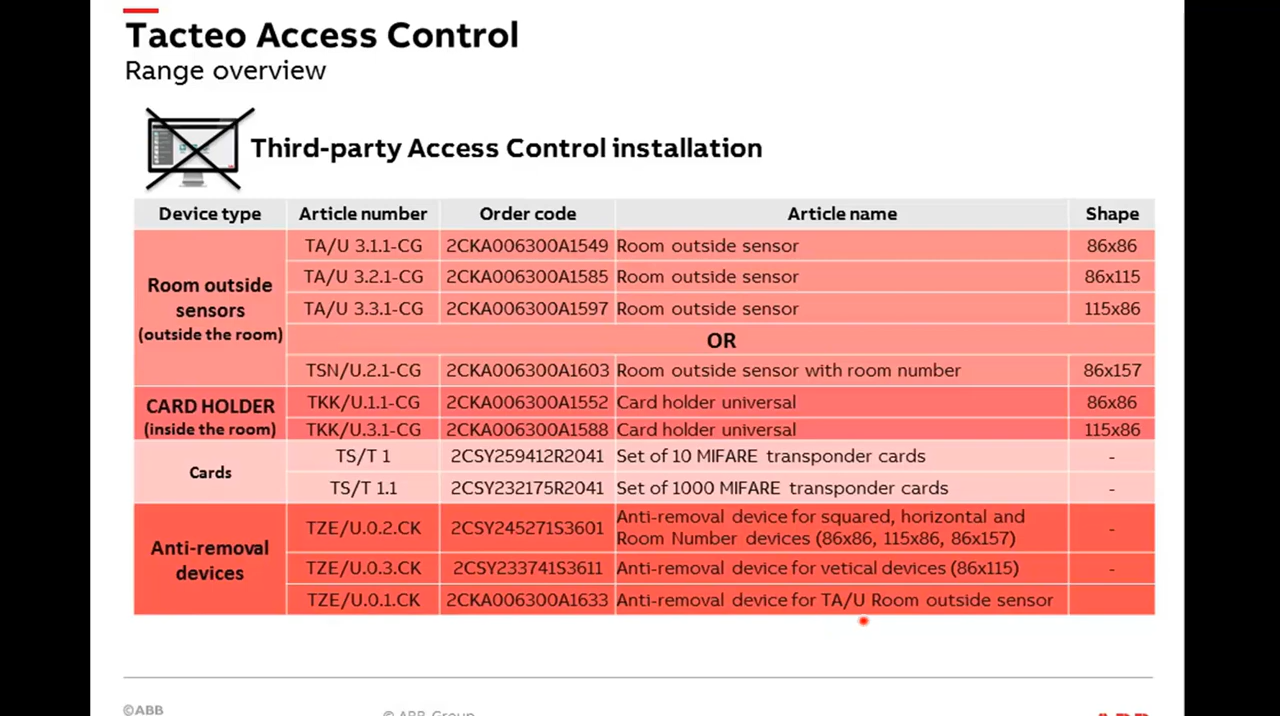 Tacteo Access Control
Range overview
Third-party Access Control installation
Device type Article number Order code Article name Shape
Room outside sensors (outside the room)
TA/U 3.1.1-CG 2CKA006300A1549 Room outside sensor 86x86
TA/U 3.2.1-CG 2CKA006300A1585 Room outside sensor 86x115
TA/U 3.3.1-CG 2CKA006300A1597 Room outside sensor 115x86
OR
TSN/U.2.1-CG 2CKA006300A1603 Room outside sensor with room number 86x157
CARD HOLDER (inside the room)
TKK/U.1.1-CG 2CKA006300A1552 Card holder universal 86x86
TKK/U.3.1-CG 2CKA006300A1588 Card holder universal 115x86
Cards
TS/T 1 2CSY259412R2041 Set of 10 MIFARE transponder cards -
TS/T 1.1 2CSY232175R2041 Set of 1000 MIFARE transponder cards -
Anti-removal devices
TZE/U.0.2.CK 2CSY245271S3601 Anti-removal device for squared, horizontal and Room Number devices (86x86, 115x86, 86x157) -
TZE/U.0.3.CK 2CSY233741S3611 Anti-removal device for vetical devices (86x115) -
TZE/U.0.1.CK 2CKA006300A1633 Anti-removal device for TA/U Room outside sensor
©ABB
© ABB Group
ABB